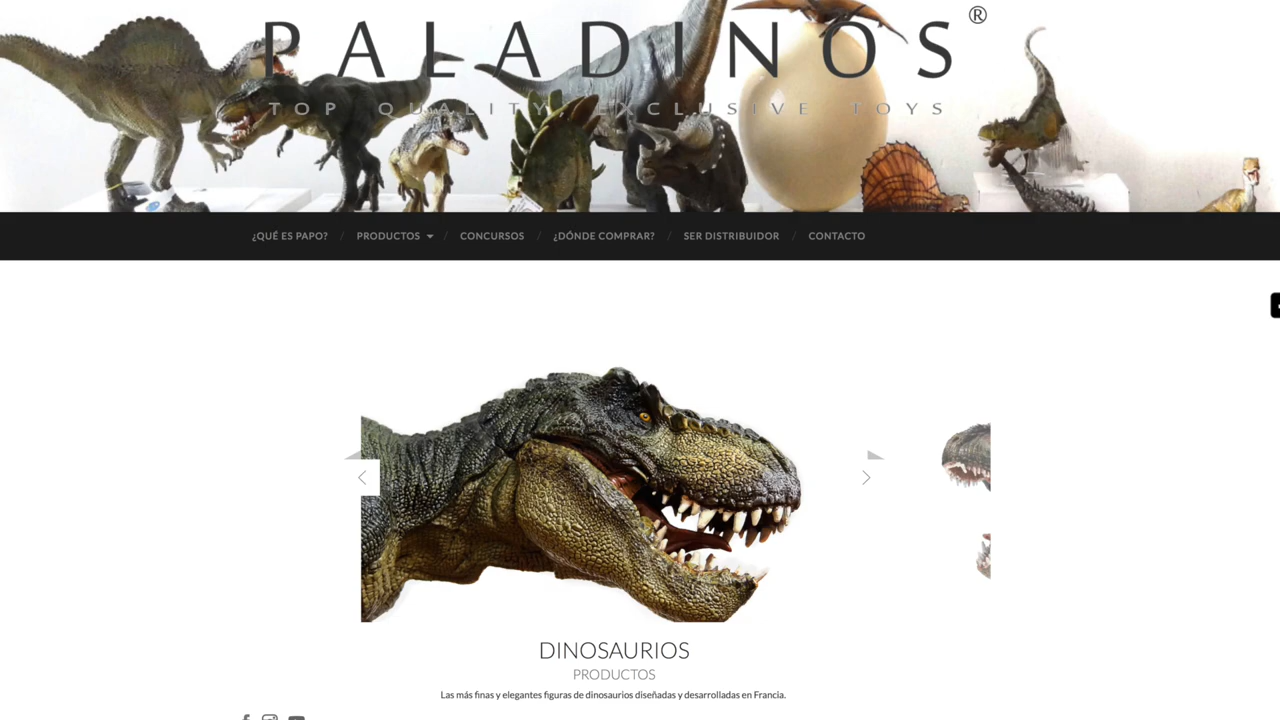 PALADINOS®
TOP QUALITY EXCLUSIVE TOYS
¿QUÉ ES PAPO? / PRODUCTOS / CONCURSOS / ¿DÓNDE COMPRAR? / SER DISTRIBUIDOR / CONTACTO
DINOSAURIOS
PRODUCTOS
Las más finas y elegantes figuras de dinosaurios diseñadas y desarrolladas en Francia.